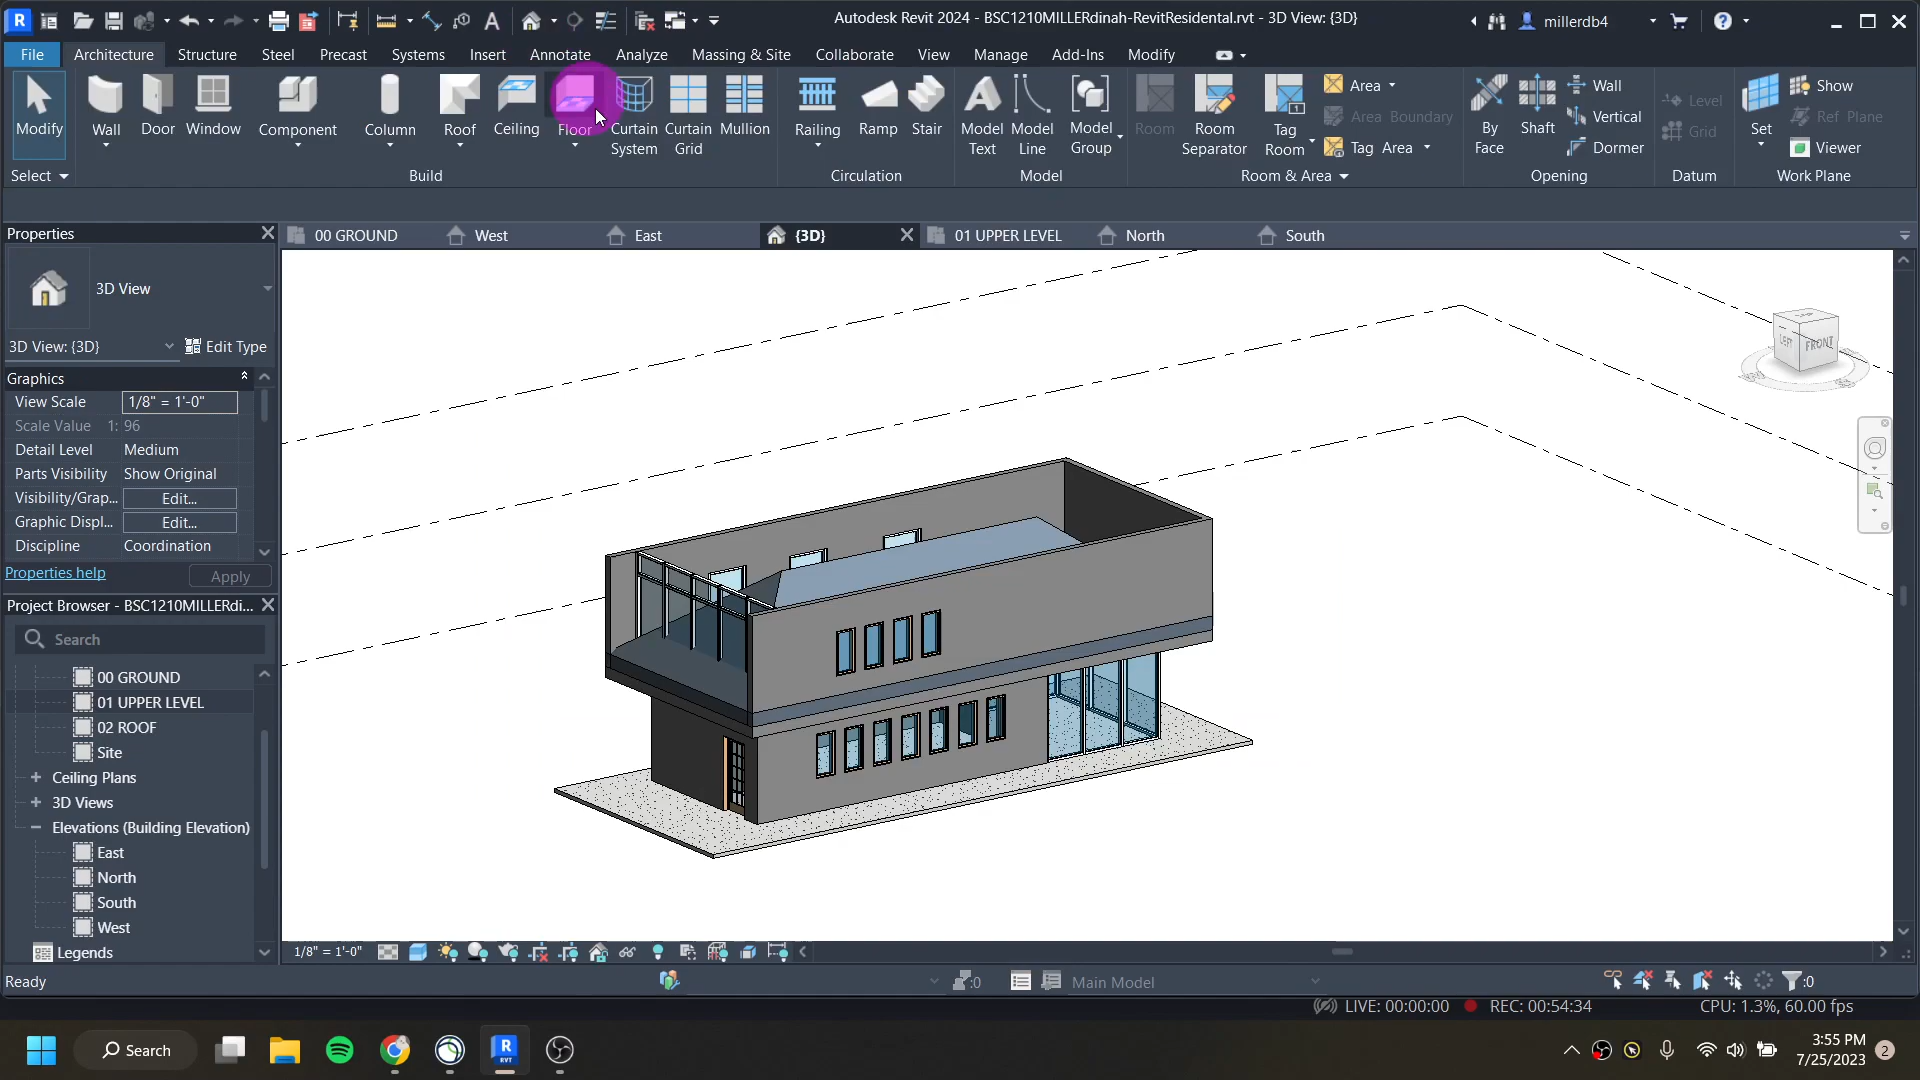 R Autodesk Revit 2024 - BSC1210MILLERdinah-RevitResidental.rvt - 3D View: {3D} millerdb4
File Architecture Structure Steel Precast Systems Insert Annotate Analyze Massing & Site Collaborate View Manage Add-Ins Modify
Modify Wall Door Window Component Column Roof Ceiling Floor Curtain System Curtain Grid Mullion Railing Ramp Stair Model Text Model Line Model Group Room Room Separator Tag Room
Area
Area Boundary
Tag Area
By Face Shaft
Wall
Vertical
Dormer
Level
Grid
Set
Show
Ref Plane
Viewer
Select Build Circulation Model Room & Area Opening Datum Work Plane
00 GROUND West East {3D} 01 UPPER LEVEL North South
Properties
3D View
3D View: {3D} Edit Type
Graphics
View Scale 1/8" = 1'-0"
Scale Value 1: 96
Detail Level Medium
Parts Visibility Show Original
Visibility/Grap... Edit...
Graphic Displ... Edit...
Discipline Coordination
Properties help Apply
Project Browser - BSC1210MILLERdi...
Search
00 GROUND
01 UPPER LEVEL
02 ROOF
Site
Ceiling Plans
3D Views
Elevations (Building Elevation)
East
North
South
West
Legends
LEFT FRONT
1/8" = 1'-0"
Ready :0 Main Model :0
LIVE: 00:00:00 REC: 00:54:34 CPU: 1.3%, 60.00 fps
Search
R
RVT
3:55 PM
7/25/2023
2